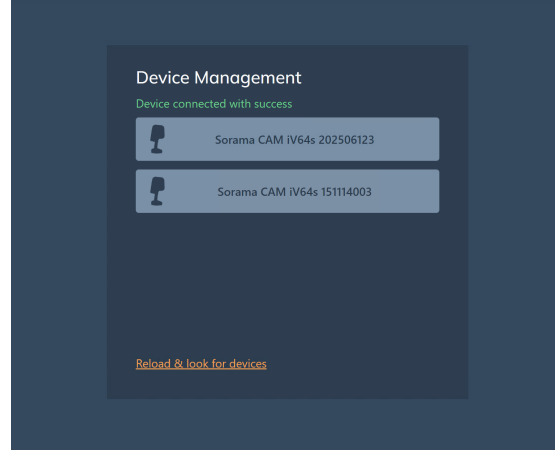 Device Management
Device connected with success
Sorama CAM iV64s 202506123
Sorama CAM iV64s 151114003
Reload & look for devices